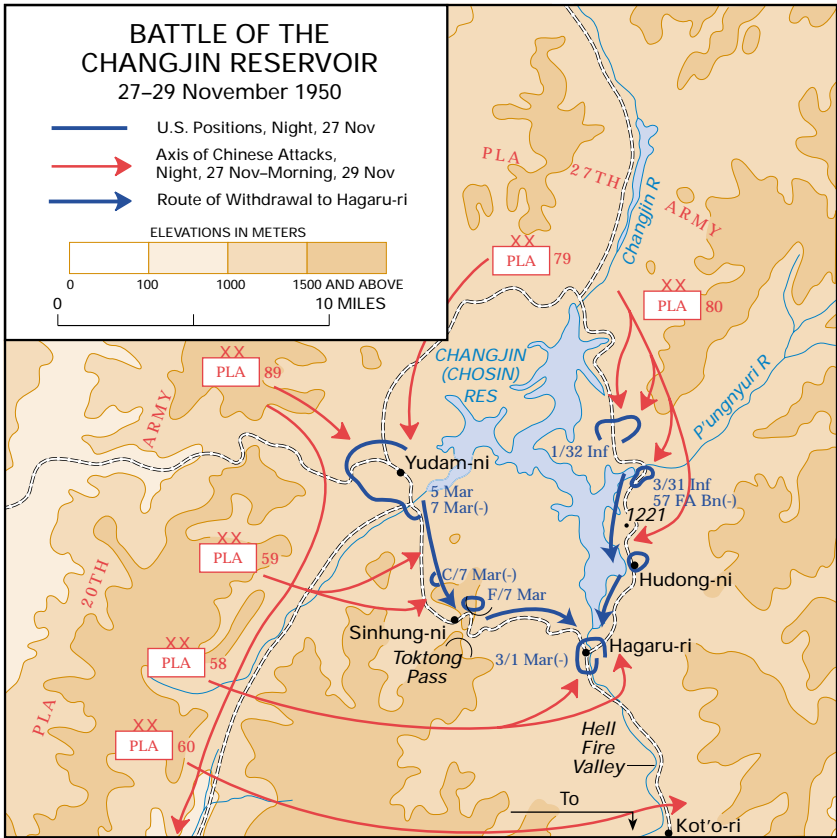 BATTLE OF THE
CHANGJIN RESERVOIR
27–29 November 1950
U.S. Positions, Night, 27 Nov
Axis of Chinese Attacks,
Night, 27 Nov–Morning, 29 Nov
Route of Withdrawal to Hagaru-ri
ELEVATIONS IN METERS
0 100 1000 1500 AND ABOVE
0 10 MILES
PLA 27TH ARMY
Changjin R
XX
PLA 79
XX
PLA 80
CHANGJIN
(CHOSIN)
RES
P'ungnyuri R
XX
PLA 89
PLA 20TH ARMY
1/32 Inf
Yudam-ni
5 Mar
7 Mar(-)
3/31 Inf
57 FA Bn(-)
1221
XX
PLA 59
C/7 Mar(-)
F/7 Mar
Hudong-ni
Sinhung-ni
Toktong
Pass
Hagaru-ri
3/1 Mar(-)
XX
PLA 58
XX
PLA 60
Hell
Fire
Valley
To
Kot'o-ri